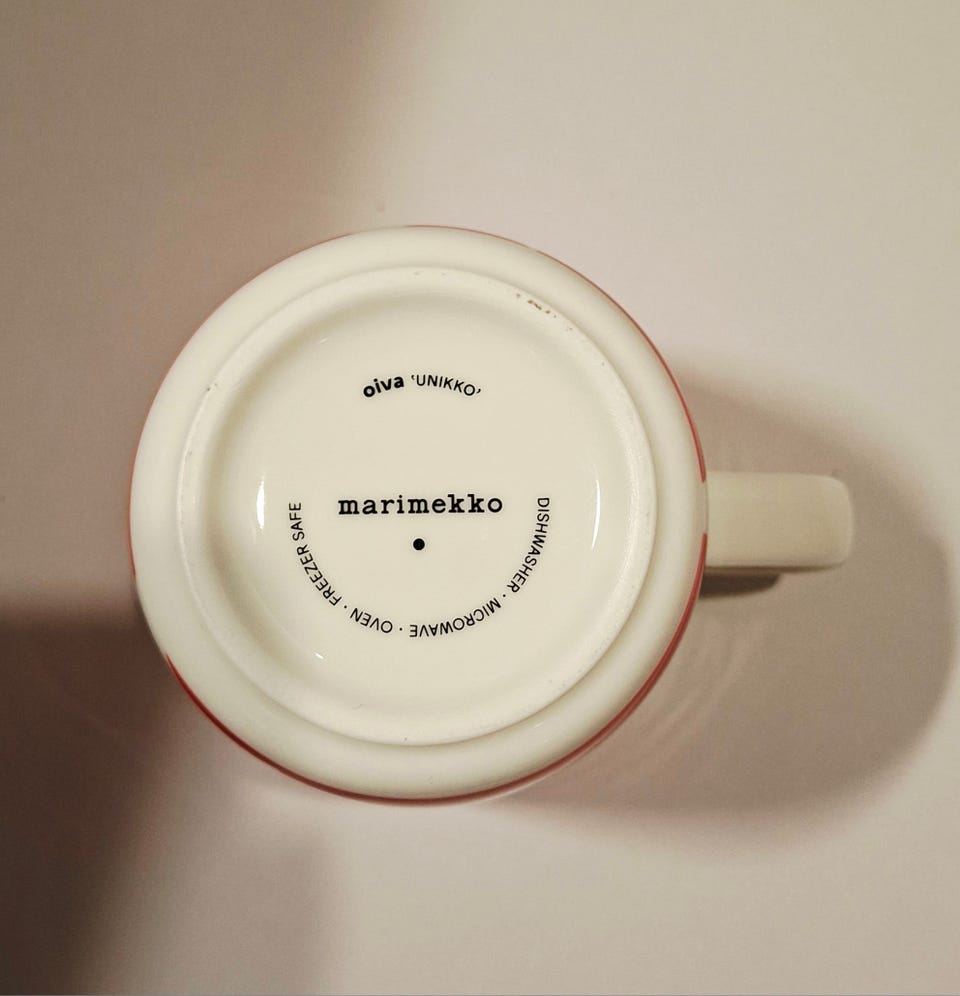 oiva 'UNIKKO'
marimekko
DISHWASHER · MICROWAVE · OVEN · FREEZER SAFE